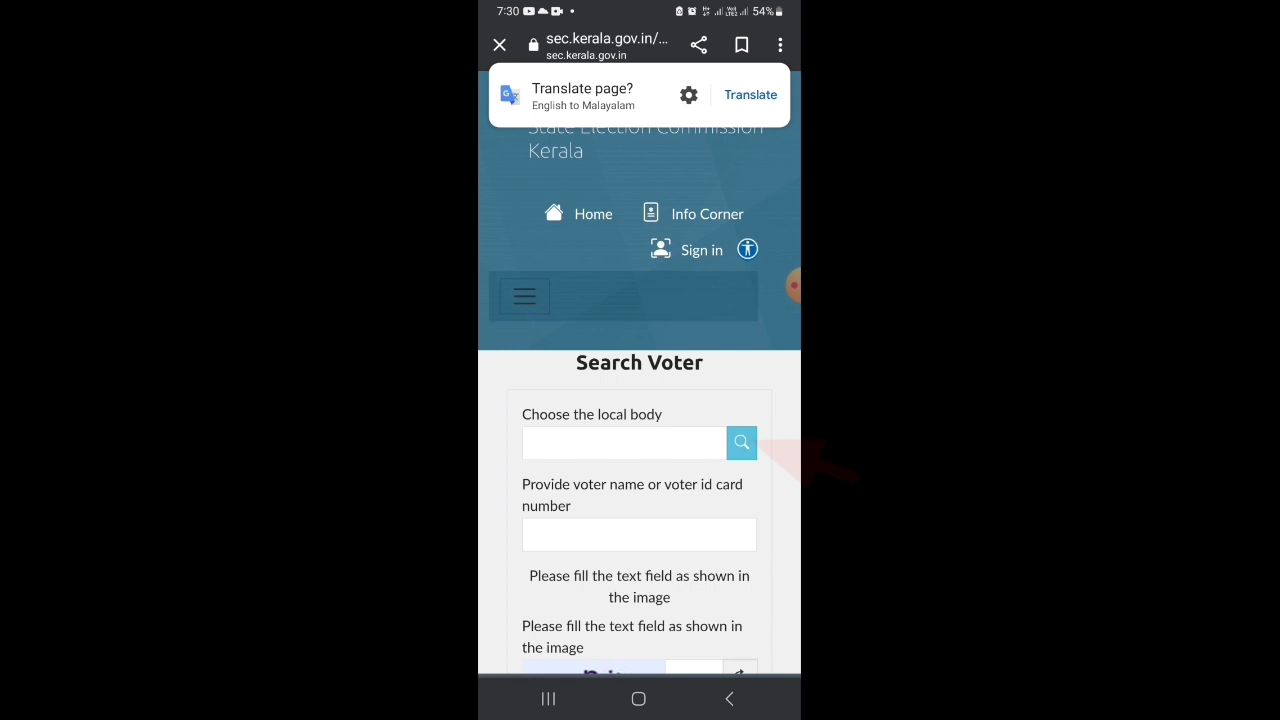 7:30
54%
sec.kerala.gov.in/...
sec.kerala.gov.in
Translate page?
English to Malayalam
Translate
State Election Commission
Kerala
Home
Info Corner
Sign in
Search Voter
Choose the local body
Provide voter name or voter id card
number
Please fill the text field as shown in
the image
Please fill the text field as shown in
the image